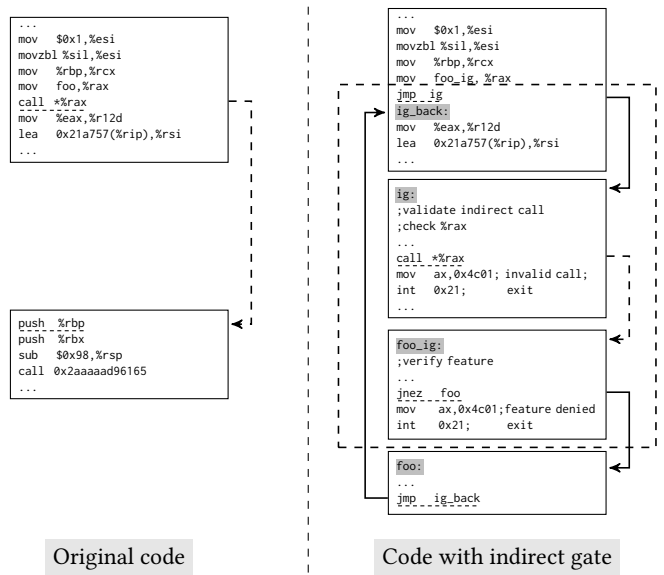 ...
mov $0x1,%esi
movzbl %sil,%esi
mov %rbp,%rcx
mov foo,%rax
call *%rax
mov %eax,%r12d
lea 0x21a757(%rip),%rsi
...
push %rbp
push %rbx
sub $0x98,%rsp
call 0x2aaaaad96165
...
Original code
...
mov $0x1,%esi
movzbl %sil,%esi
mov %rbp,%rcx
mov foo_ig, %rax
jmp ig
ig_back:
mov %eax,%r12d
lea 0x21a757(%rip),%rsi
...
ig:
;validate indirect call
;check %rax
...
call *%rax
mov ax,0x4c01; invalid call;
int 0x21; exit
...
foo_ig:
;verify feature
...
jnez foo
mov ax,0x4c01;feature denied
int 0x21; exit
foo:
...
jmp ig_back
Code with indirect gate